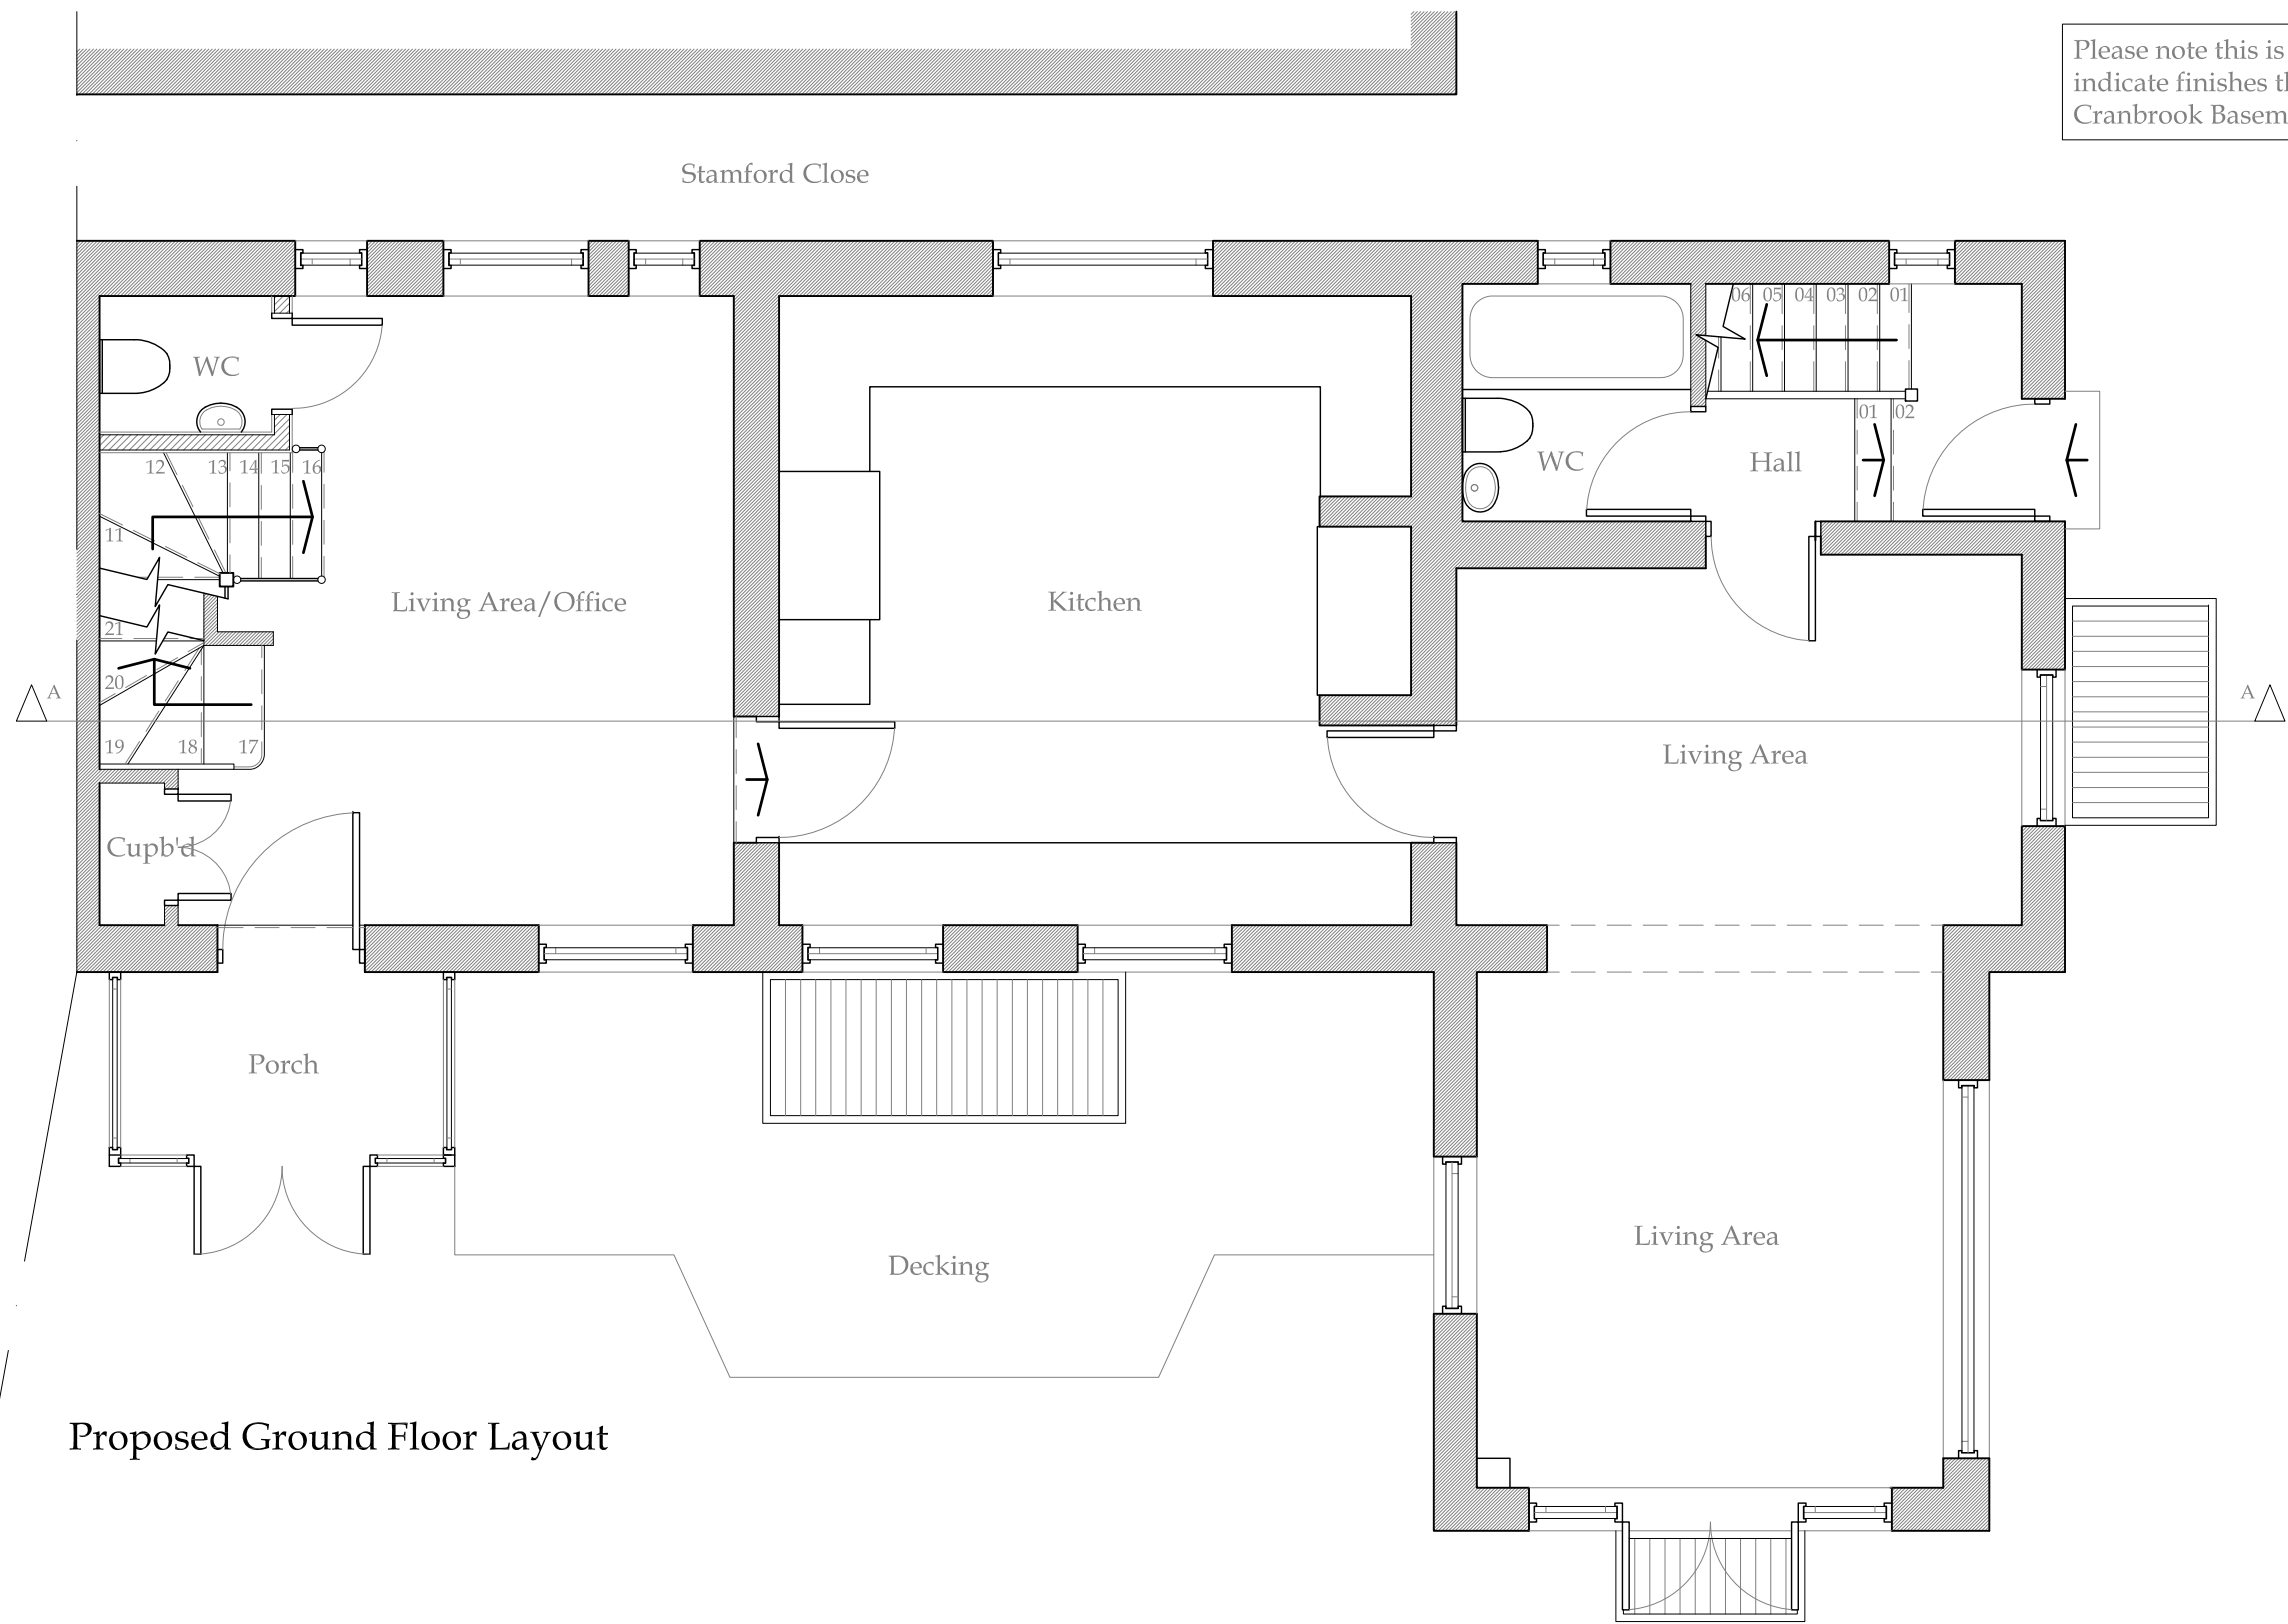 Please note this is
indicate finishes th
Cranbrook Basem
Stamford Close
06 05 04 03 02 01
WC
01 02
12 13 14 15 16
WC
Hall
11
Living Area/Office
Kitchen
21
20
A
A
19 18 17
Living Area
Cupb'd
Porch
Living Area
Decking
Proposed Ground Floor Layout